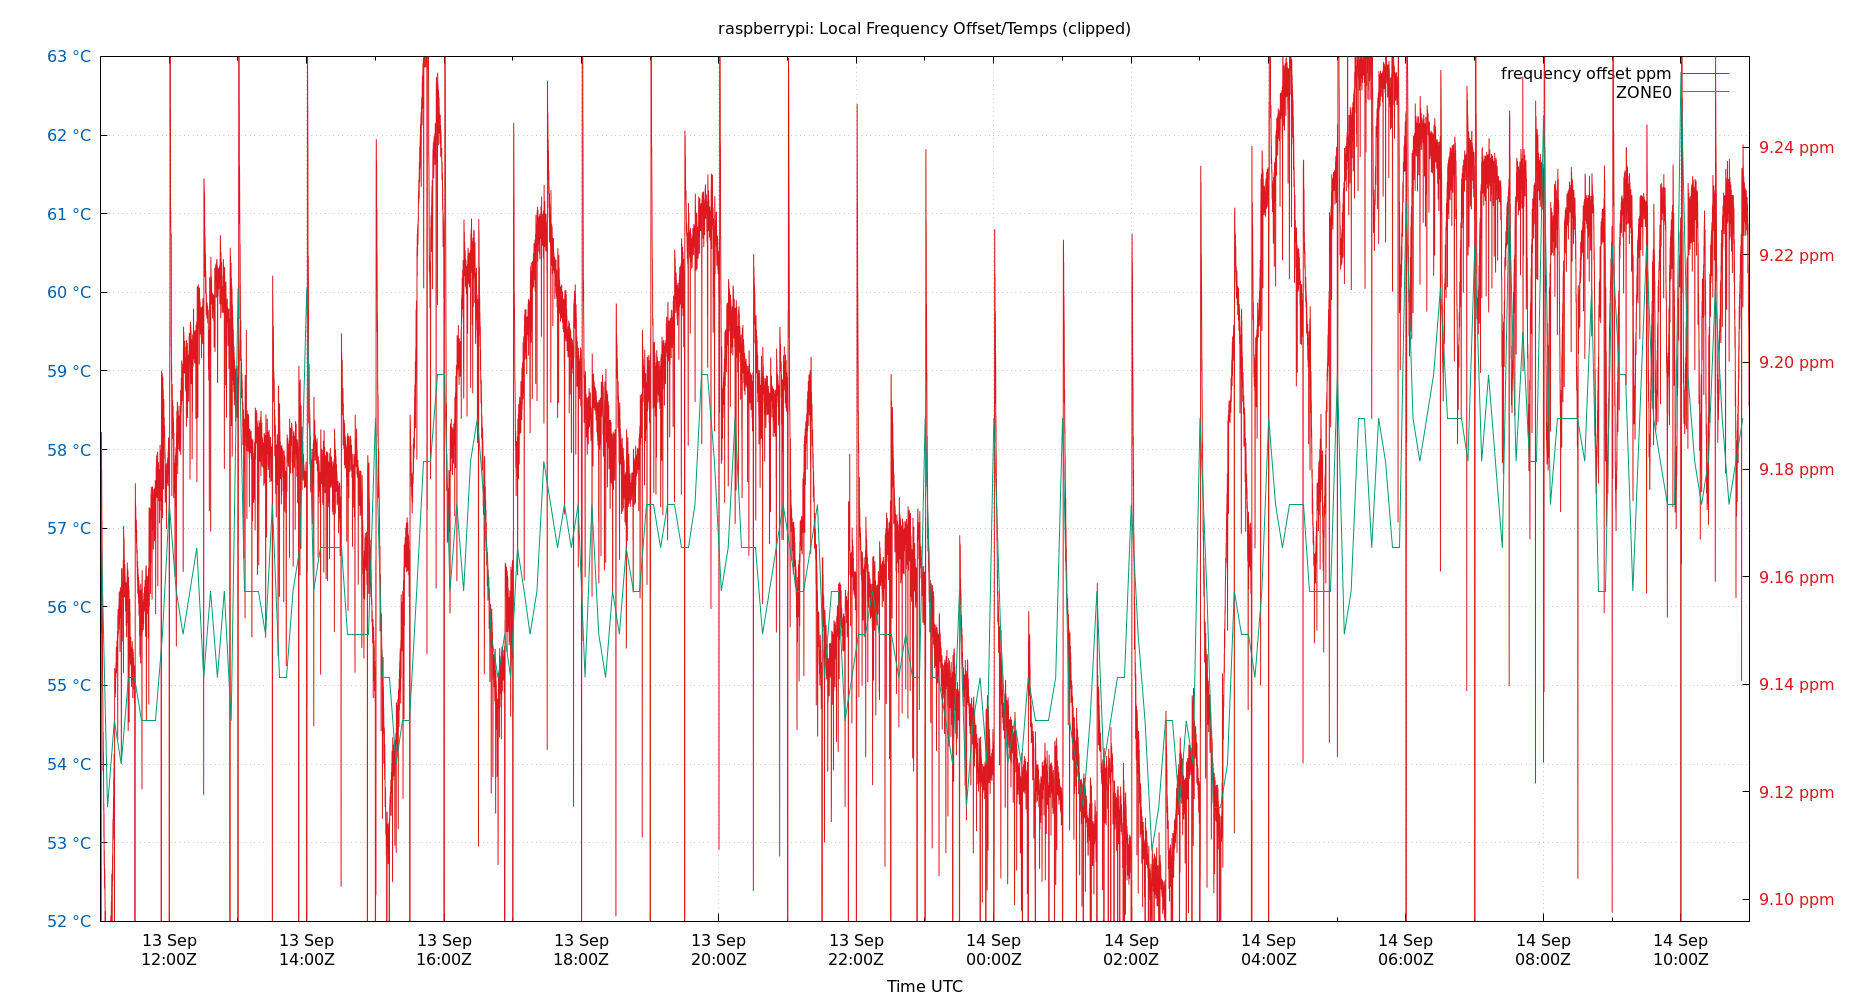 raspberrypi: Local Frequency Offset/Temps (clipped)
63 °C
62 °C
61 °C
60 °C
59 °C
58 °C
57 °C
56 °C
55 °C
54 °C
53 °C
52 °C
frequency offset ppm
ZONE0
9.24 ppm
9.22 ppm
9.20 ppm
9.18 ppm
9.16 ppm
9.14 ppm
9.12 ppm
9.10 ppm
13 Sep 13 Sep 13 Sep 13 Sep 13 Sep 13 Sep 14 Sep 14 Sep 14 Sep 14 Sep 14 Sep 14 Sep
12:00Z 14:00Z 16:00Z 18:00Z 20:00Z 22:00Z 00:00Z 02:00Z 04:00Z 06:00Z 08:00Z 10:00Z
Time UTC